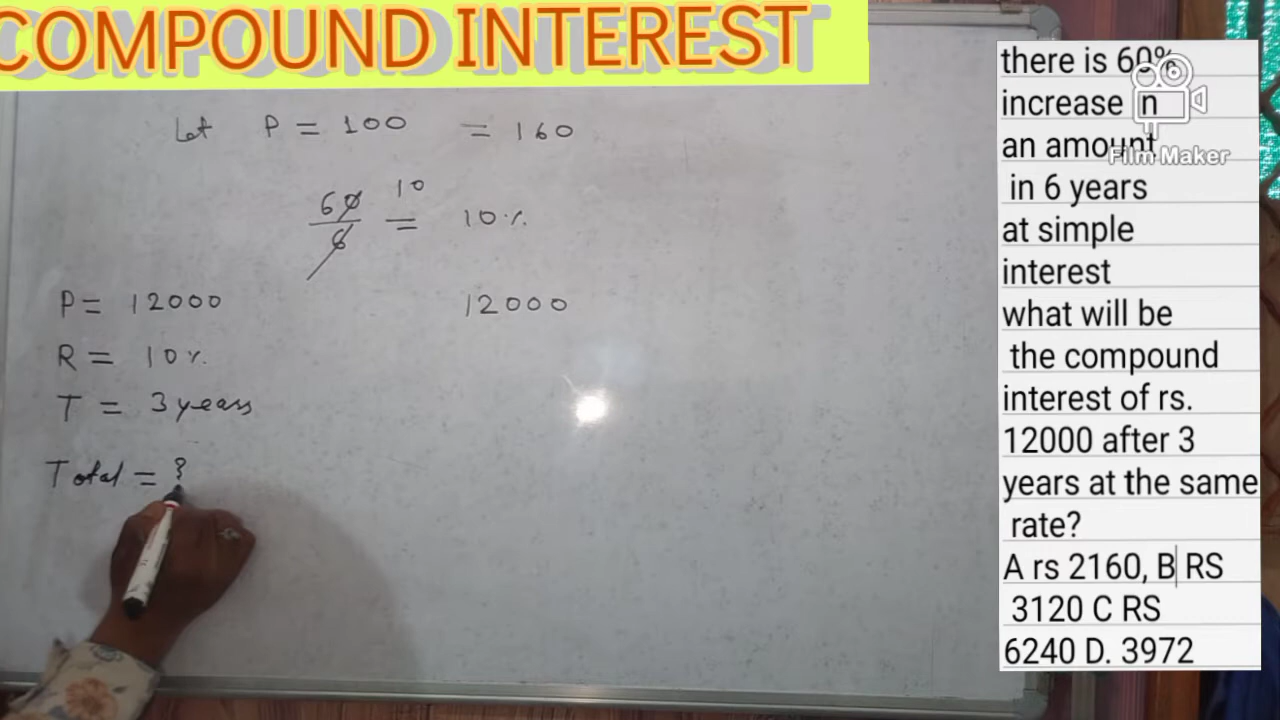 COMPOUND INTEREST
Let P = 100 = 160
60/6 = 10 10%
P = 12000 12000
R = 10%
T = 3 years
Total = ?
there is 60%
increase in
an amount
Film Maker
in 6 years
at simple
interest
what will be
the compound
interest of rs.
12000 after 3
years at the same
rate?
A rs 2160, B RS
3120 C RS
6240 D. 3972